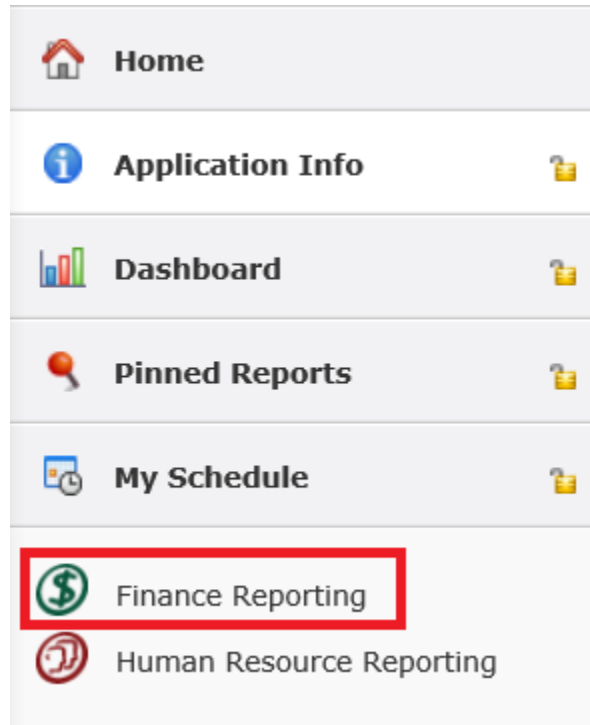 Home
Application Info
Dashboard
Pinned Reports
My Schedule
Finance Reporting
Human Resource Reporting